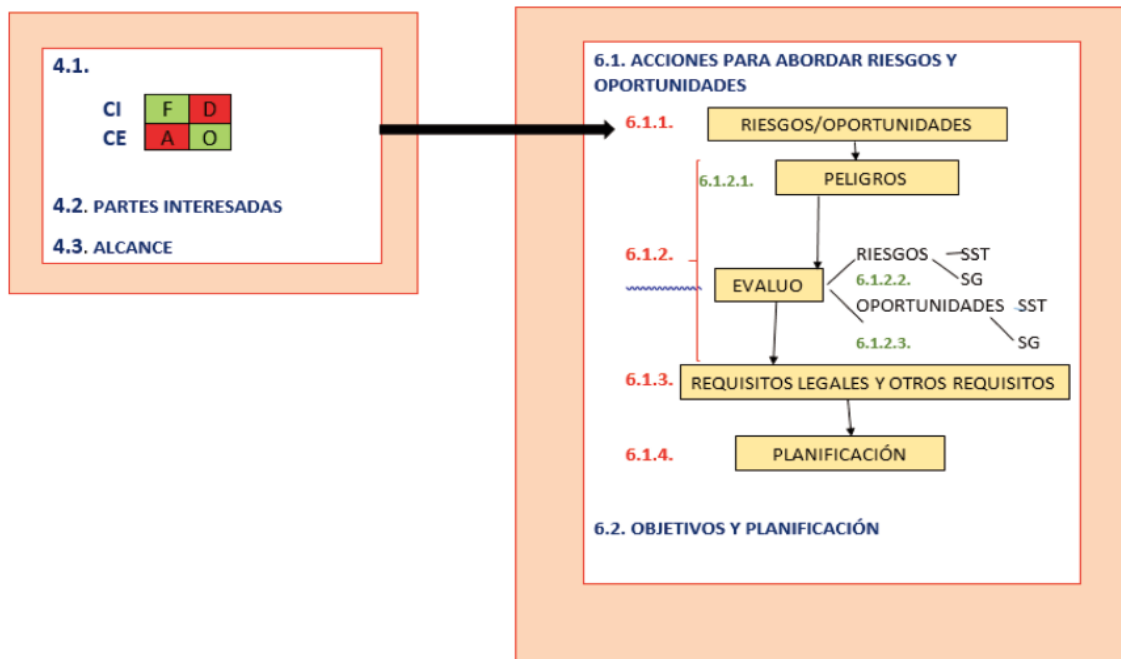 4.1.
CI F D
CE A O
4.2. PARTES INTERESADAS
4.3. ALCANCE
6.1. ACCIONES PARA ABORDAR RIESGOS Y
OPORTUNIDADES
6.1.1. RIESGOS/OPORTUNIDADES
6.1.2.1. PELIGROS
6.1.2.
EVALUO
RIESGOS SST
6.1.2.2. SG
OPORTUNIDADES SST
6.1.2.3. SG
6.1.3. REQUISITOS LEGALES Y OTROS REQUISITOS
6.1.4. PLANIFICACIÓN
6.2. OBJETIVOS Y PLANIFICACIÓN